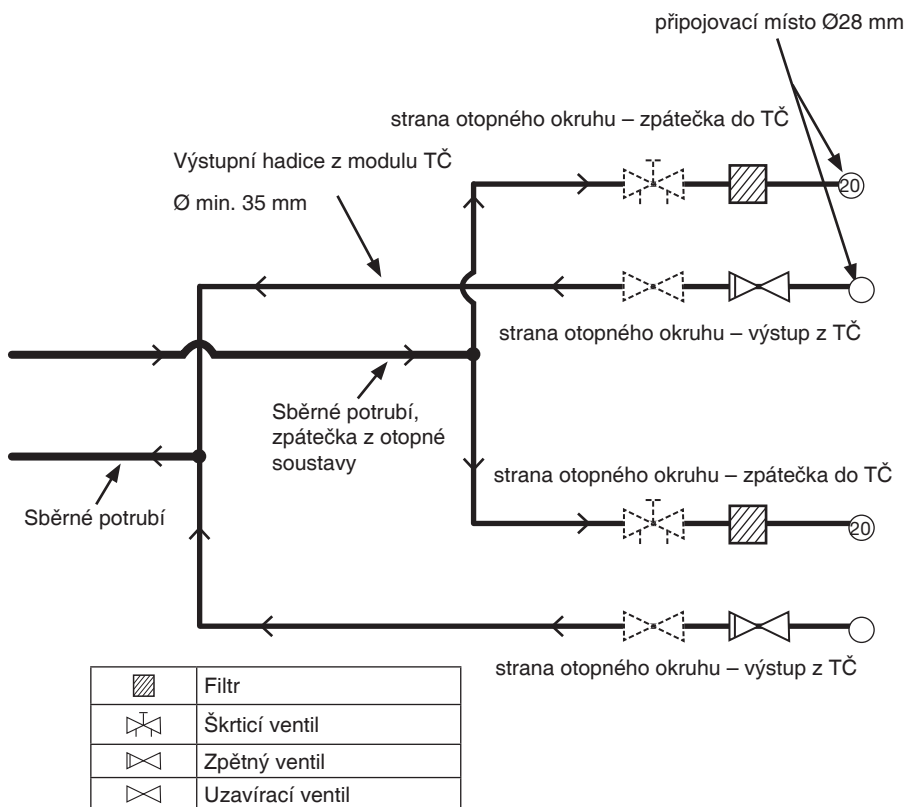 připojovací místo Ø28 mm
strana otopného okruhu – zpátečka do TČ
Výstupní hadice z modulu TČ
Ø min. 35 mm
20
strana otopného okruhu – výstup z TČ
Sběrné potrubí,
zpátečka z otopné
soustavy
strana otopného okruhu – zpátečka do TČ
Sběrné potrubí
20
strana otopného okruhu – výstup z TČ
Filtr
Škrticí ventil
Zpětný ventil
Uzavírací ventil